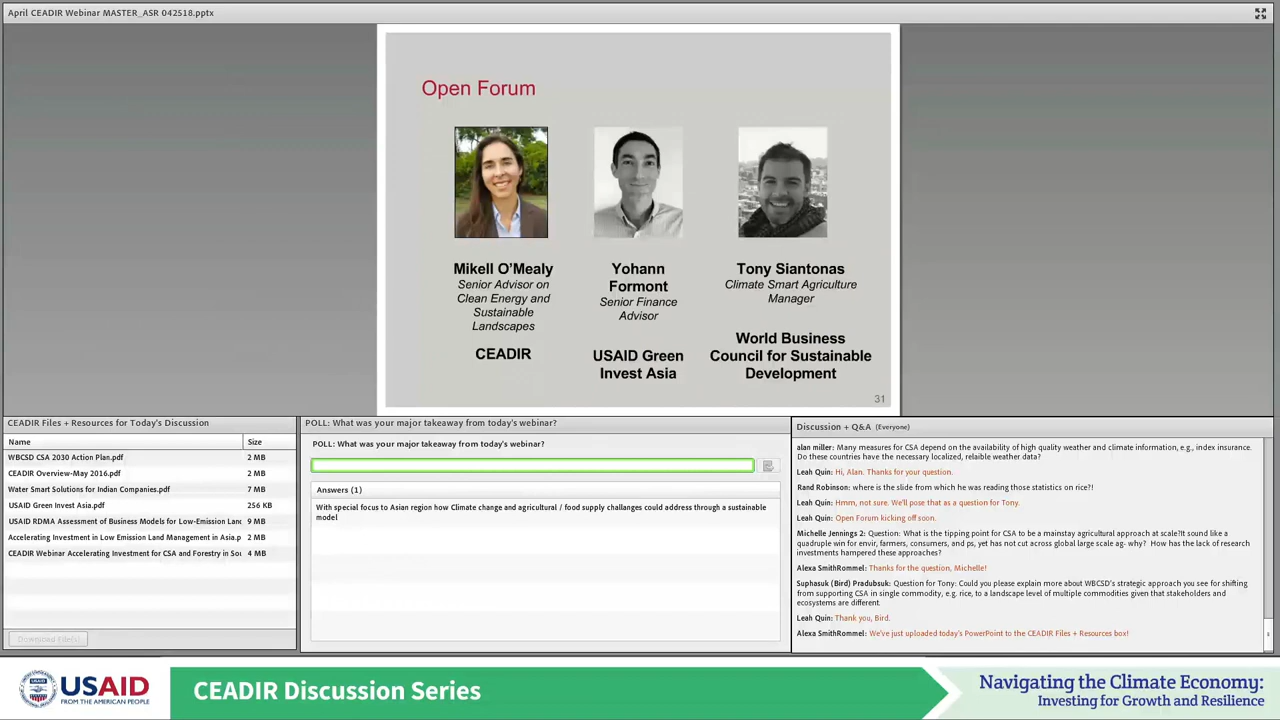 April CEADIR Webinar MASTER_ASR 042518.pptx
Open Forum
Mikell O'Mealy
Senior Advisor on
Clean Energy and
Sustainable
Landscapes
CEADIR
Yohann
Formont
Senior Finance
Advisor
USAID Green
Invest Asia
Tony Siantonas
Climate Smart Agriculture
Manager
World Business
Council for Sustainable
Development
31
CEADIR Files + Resources for Today's Discussion
Name Size
WBCSD CSA 2030 Action Plan.pdf 2 MB
CEADIR Overview-May 2016.pdf 2 MB
Water Smart Solutions for Indian Companies.pdf 7 MB
USAID Green Invest Asia.pdf 256 KB
USAID RDMA Assessment of Business Models for Low-Emission Lanc 9 MB
Accelerating Investment in Low Emission Land Management in Asia.p 2 MB
CEADIR Webinar Accelerating Investment for CSA and Forestry in Sou 4 MB
Download File(s)
POLL: What was your major takeaway from today's webinar?
POLL: What was your major takeaway from today's webinar?
Answers (1)
With special focus to Asian region how Climate change and agricultural / food supply challenges could address through a sustainable
model
Discussion + Q&A (Everyone)
alan miller: Many measures for CSA depend on the availability of high quality weather and climate information, e.g., index insurance.
Do these countries have the necessary localized, relaible weather data?
Leah Quin: Hi, Alan. Thanks for your question.
Rand Robinson: where is the slide from which he was reading those statistics on rice?!
Leah Quin: Hmm, not sure. We'll pose that as a question for Tony.
Leah Quin: Open Forum kicking off soon.
Michelle Jennings 2: Question: What is the tipping point for CSA to be a mainstay agricultural approach at scale?It sound like a
quadruple win for envir, farmers, consumers, and ps, yet has not cut across global large scale ag- why? How has the lack of research
investments hampered these approaches?
Alexa SmithRommel: Thanks for the question, Michelle!
Suphasuk (Bird) Pradubsuk: Question for Tony: Could you please explain more about WBCSD's strategic approach you see for shifting
from supporting CSA in single commodity, e.g. rice, to a landscape level of multiple commodities given that stakeholders and
ecosystems are different.
Leah Quin: Thank you, Bird.
Alexa SmithRommel: We've just uploaded today's PowerPoint to the CEADIR Files + Resources box!
USAID
FROM THE AMERICAN PEOPLE
CEADIR Discussion Series
Navigating the Climate Economy:
Investing for Growth and Resilience